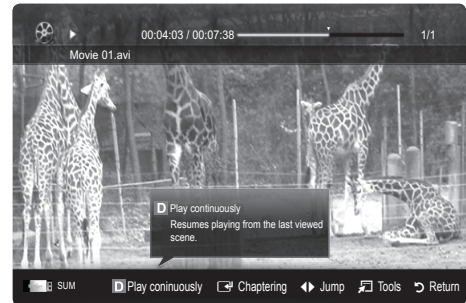 00:04:03 / 00:07:38 1/1
Movie 01.avi
D Play continuously
Resumes playing from the last viewed
scene.
SUM D Play coninuously Chaptering Jump Tools Return